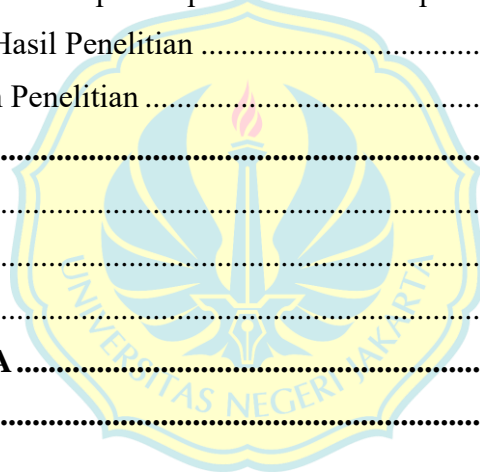 Hasil Penelitian ........................................
Penelitian ................................................
................................................................
................................................................
................................................................
................................................................
A ..............................................................
................................................................
UNIVERSITAS NEGERI JAKARTA